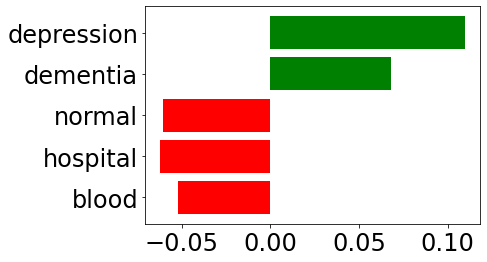 depression
dementia
normal
hospital
blood
−0.05 0.00 0.05 0.10